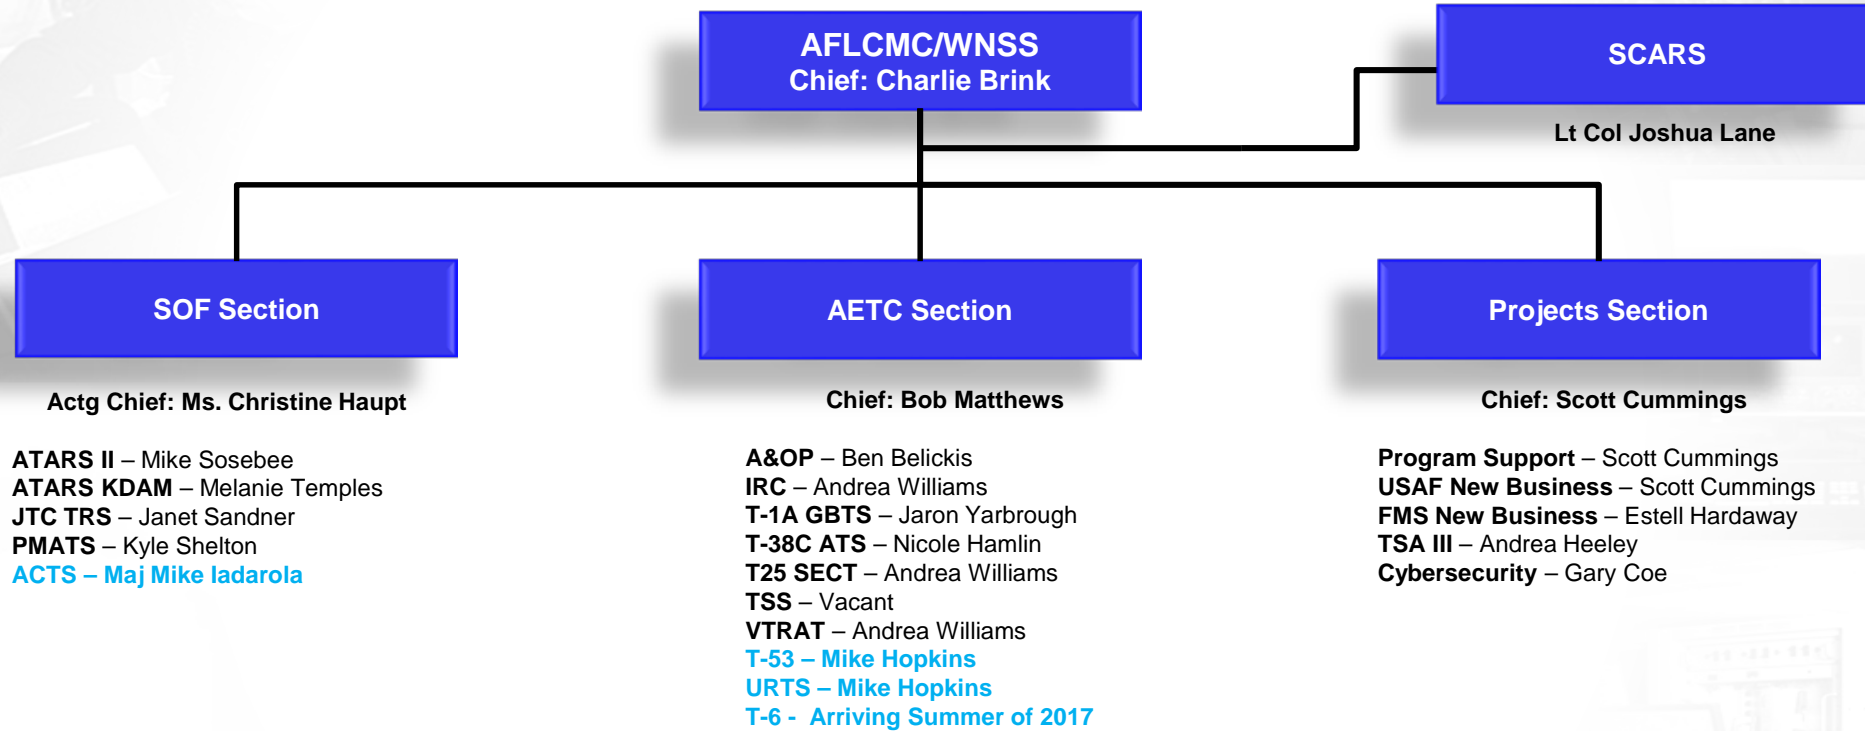 AFLCMC/WNSS
Chief: Charlie Brink
SCARS
Lt Col Joshua Lane
SOF Section
Actg Chief: Ms. Christine Haupt
ATARS II – Mike Sosebee
ATARS KDAM – Melanie Temples
JTC TRS – Janet Sandner
PMATS – Kyle Shelton
ACTS – Maj Mike Iadarola
AETC Section
Chief: Bob Matthews
A&OP – Ben Belickis
IRC – Andrea Williams
T-1A GBTS – Jaron Yarbrough
T-38C ATS – Nicole Hamlin
T25 SECT – Andrea Williams
TSS – Vacant
VTRAT – Andrea Williams
T-53 – Mike Hopkins
URTS – Mike Hopkins
T-6 - Arriving Summer of 2017
Projects Section
Chief: Scott Cummings
Program Support – Scott Cummings
USAF New Business – Scott Cummings
FMS New Business – Estell Hardaway
TSA III – Andrea Heeley
Cybersecurity – Gary Coe